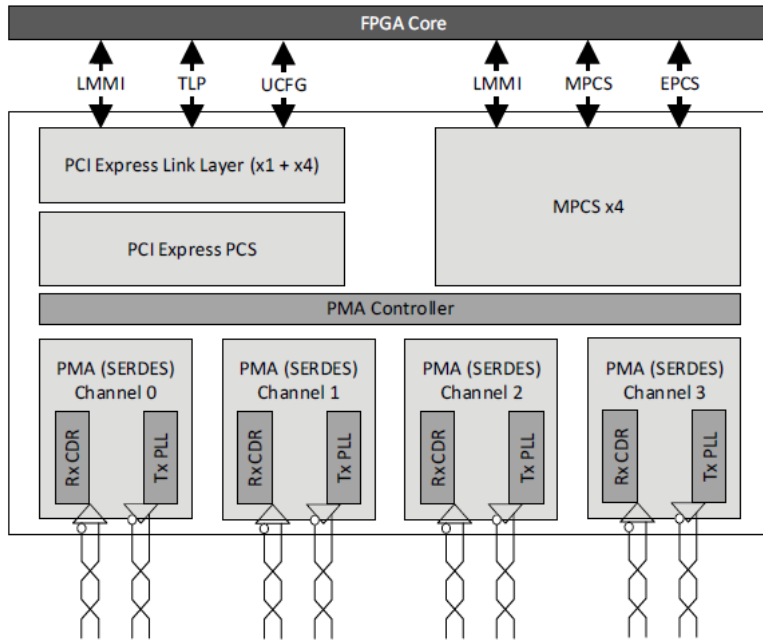 FPGA Core
LMMI
TLP
UCFG
LMMI
MPCS
EPCS
PCI Express Link Layer (x1 + x4)
PCI Express PCS
MPCS x4
PMA Controller
PMA (SERDES)
Channel 0
Rx CDR
Tx PLL
PMA (SERDES)
Channel 1
Rx CDR
Tx PLL
PMA (SERDES)
Channel 2
Rx CDR
Tx PLL
PMA (SERDES)
Channel 3
Rx CDR
Tx PLL